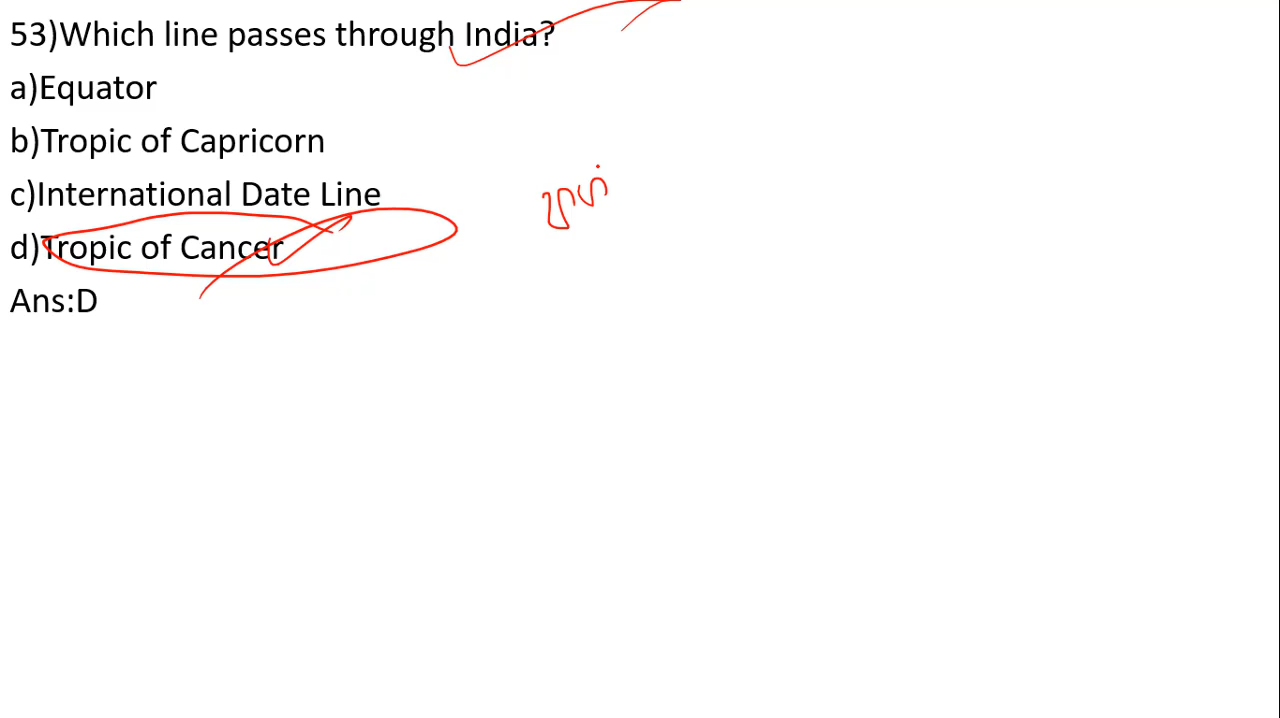 53)Which line passes through India?
a)Equator
b)Tropic of Capricorn
c)International Date Line
d)Tropic of Cancer
Ans:D